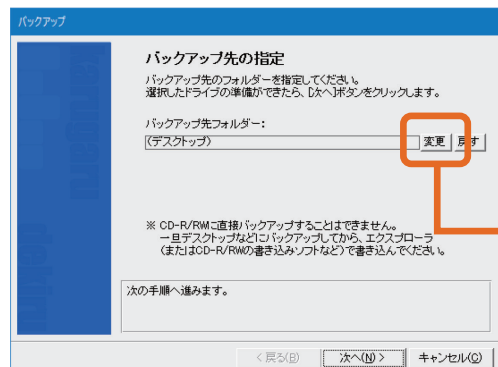 バックアップ
バックアップ先の指定
バックアップ先のフォルダーを指定してください。
選択したドライブの準備ができたら、[次へ]ボタンをクリックします。
バックアップ先フォルダー:
(デスクトップ)
変更
戻す
※ CD-R/RWに直接バックアップすることはできません。
一旦デスクトップなどにバックアップしてから、エクスプローラ
(またはCD-R/RWの書き込みソフトなど)で書き込んでください。
次の手順へ進みます。
< 戻る(B)
次へ(N) >
キャンセル(C)